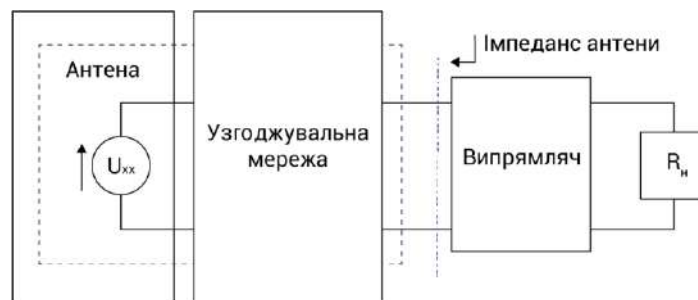 Імпеданс антени
Антена
Узгоджувальна
мережа
Випрямляч
Uхх
Rн